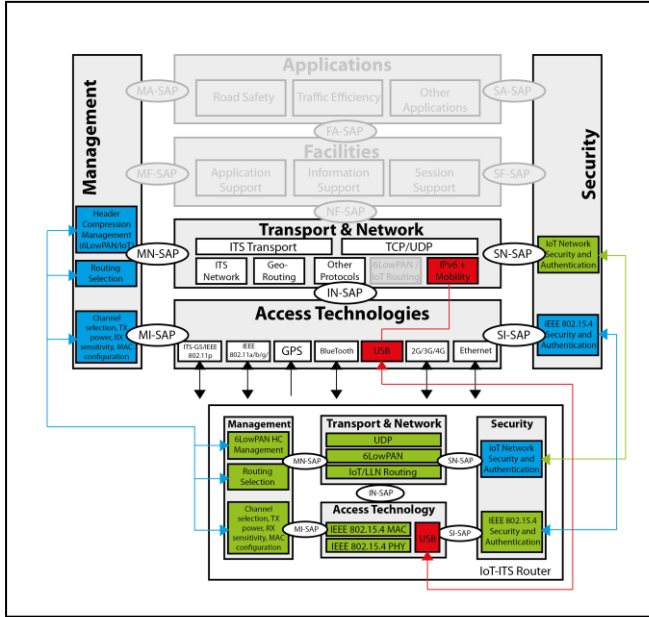 Applications
MA-SAP
Road Safety
Traffic Efficiency
Other
Applications
SA-SAP
FA-SAP
Facilities
MF-SAP
Application
Support
Information
Support
Session
Support
SF-SAP
NF-SAP
Management
Security
Header
Compression
Management
(6LowPAN/IoT)
Routing
Selection
Channel
selection, TX
power, RX
sensitivity, MAC
configuration
MN-SAP
MI-SAP
Transport & Network
ITS Transport
TCP/UDP
ITS
Network
Geo-
Routing
Other
Protocols
6LowPAN /
IoT Routing
IPv6 +
Mobility
IN-SAP
Access Technologies
ITS-G5/IEEE
802.11p
IEEE
802.11a/b/g/
GPS
BlueTooth
USB
2G/3G/4G
Ethernet
SN-SAP
SI-SAP
IoT Network
Security and
Authentication
IEEE 802.15.4
Security and
Authentication
Management
6LowPAN HC
Management
Routing
Selection
Channel
selection, TX
power, RX
sensitivity, MAC
configuration
MN-SAP
MI-SAP
Transport & Network
UDP
6LowPAN
IoT/LLN Routing
IN-SAP
Access Technology
IEEE 802.15.4 MAC
IEEE 802.15.4 PHY
USB
SN-SAP
SI-SAP
Security
IoT Network
Security and
Authentication
IEEE 802.15.4
Security and
Authentication
IoT-ITS Router